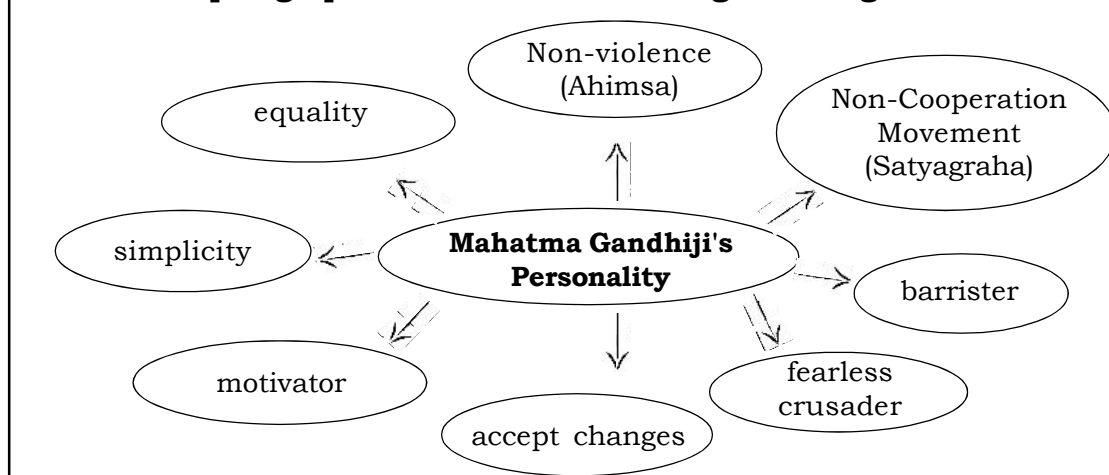 Non-violence
(Ahimsa)
equality
Non-Cooperation
Movement
(Satyagraha)
simplicity
Mahatma Gandhiji's
Personality
barrister
motivator
fearless
crusader
accept changes